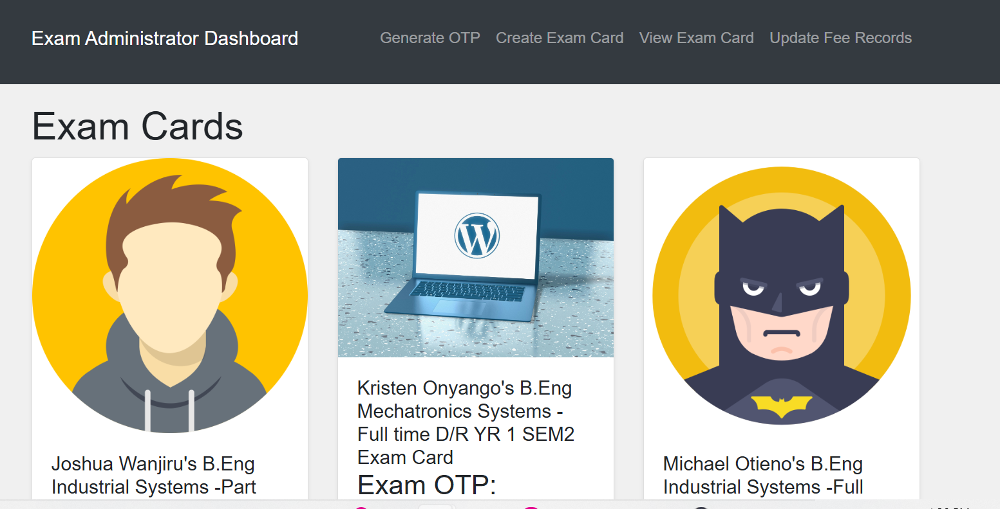 Exam Administrator Dashboard
Generate OTP
Create Exam Card
View Exam Card
Update Fee Records
Exam Cards
Joshua Wanjiru's B.Eng
Industrial Systems -Part
W
Kristen Onyango's B.Eng
Mechatronics Systems -
Full time D/R YR 1 SEM2
Exam Card
Exam OTP:
Michael Otieno's B.Eng
Industrial Systems -Full